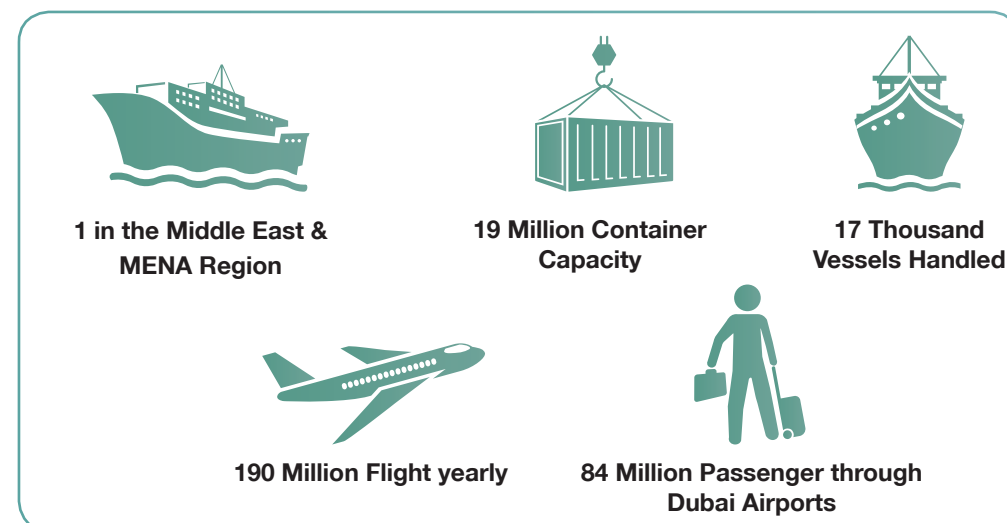 1 in the Middle East &
MENA Region
19 Million Container
Capacity
17 Thousand
Vessels Handled
190 Million Flight yearly
84 Million Passenger through
Dubai Airports